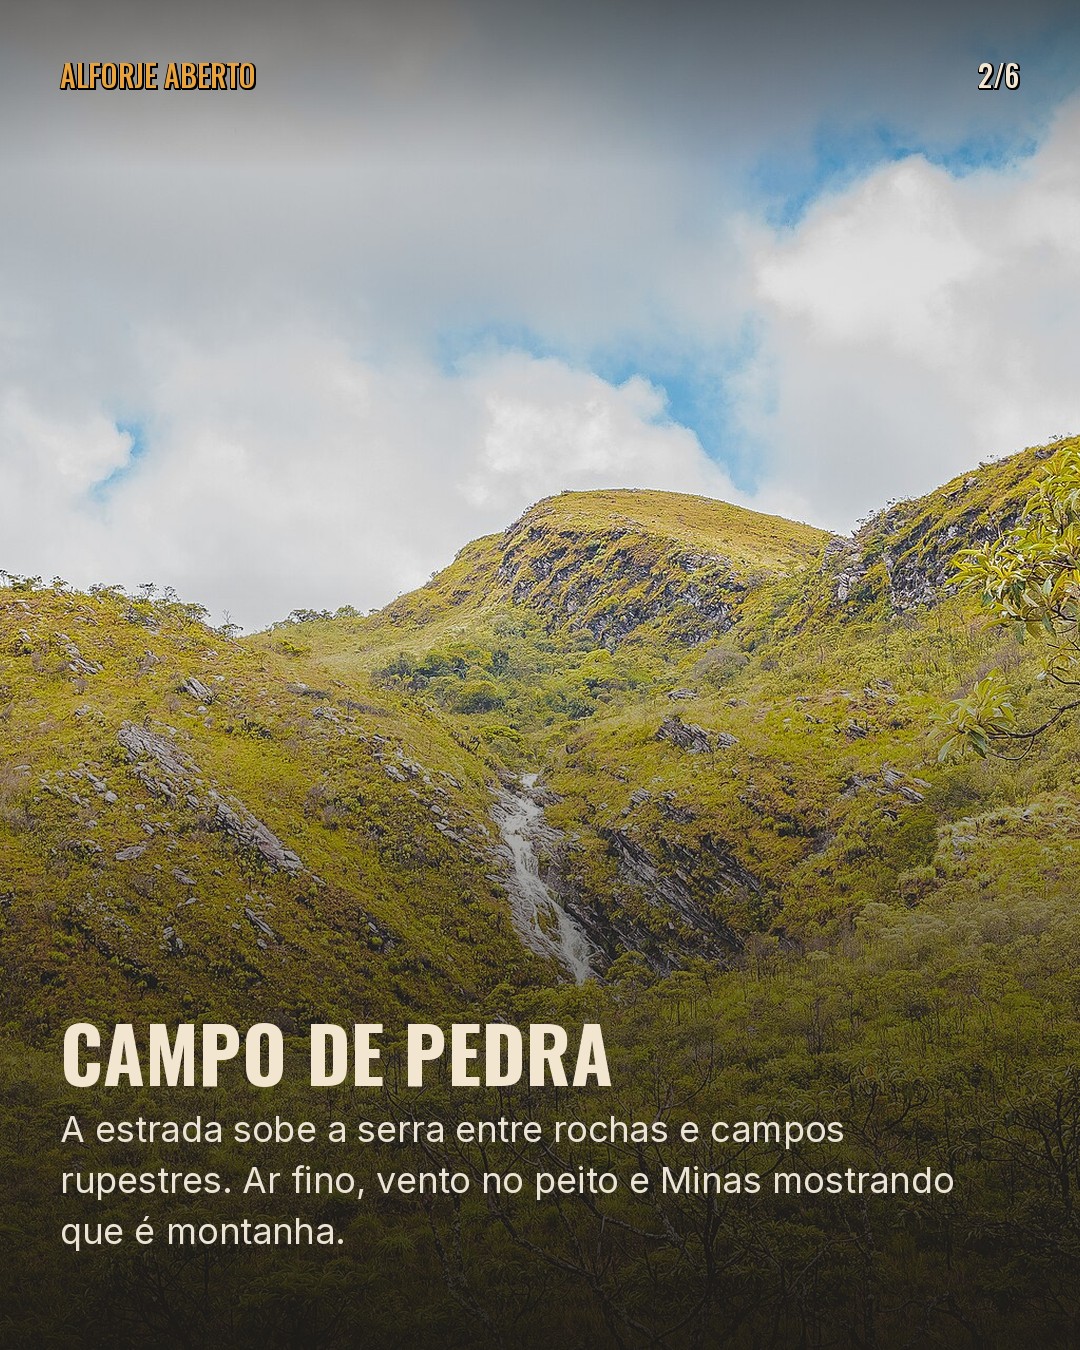 ALFORJE ABERTO
2/6
CAMPO DE PEDRA
A estrada sobe a serra entre rochas e campos
rupestres. Ar fino, vento no peito e Minas mostrando
que é montanha.